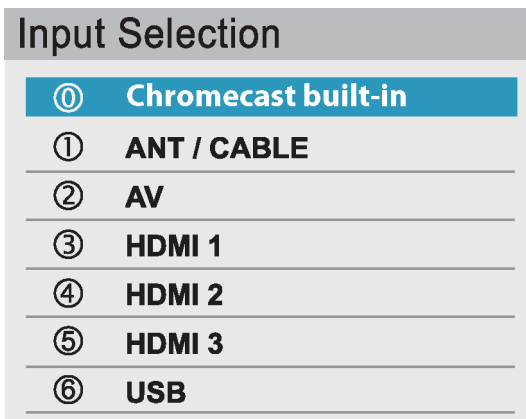 Input Selection
⓪ Chromecast built-in
① ANT / CABLE
② AV
③ HDMI 1
④ HDMI 2
⑤ HDMI 3
⑥ USB